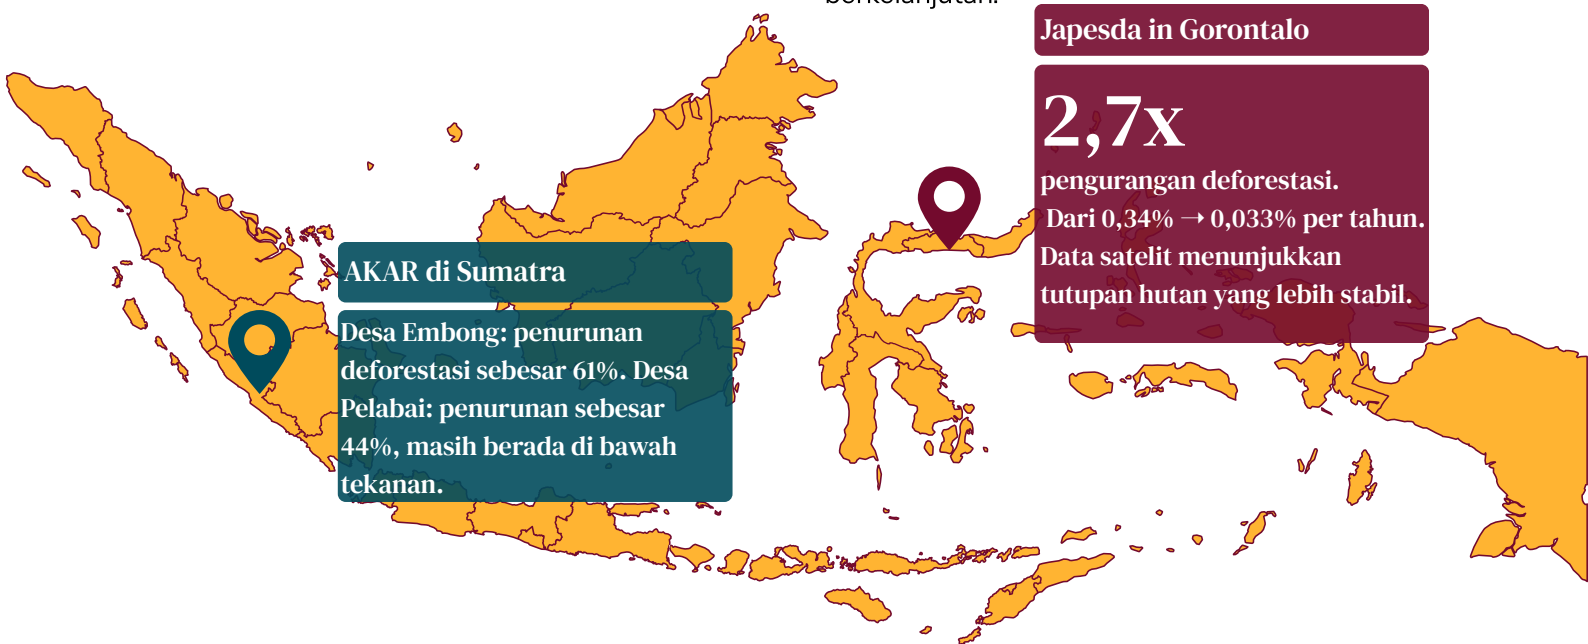 berkelanjutan.
Japesda in Gorontalo
2,7x
pengurangan deforestasi.
Dari 0,34% → 0,033% per tahun.
Data satelit menunjukkan
tutupan hutan yang lebih stabil.
AKAR di Sumatra
Desa Embong: penurunan
deforestasi sebesar 61%. Desa
Pelabai: penurunan sebesar
44%, masih berada di bawah
tekanan.